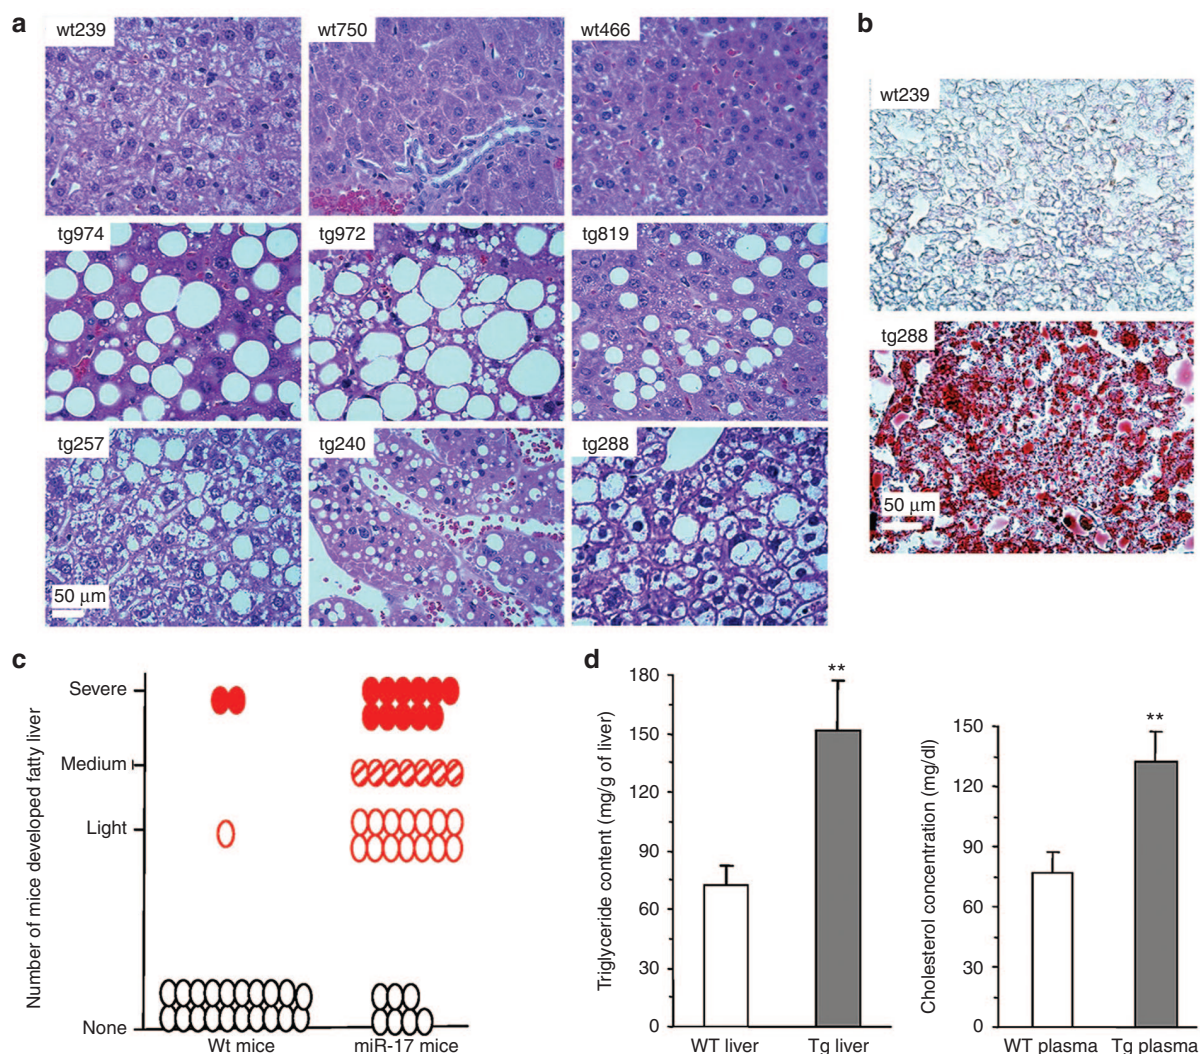 a
wt239
wt750
wt466
tg974
tg972
tg819
tg257
tg240
tg288
50 μm
b
wt239
tg288
50 μm
c
Number of mice developed fatty liver
Severe
Medium
Light
None
Wt mice
miR-17 mice
d
Triglyceride content (mg/g of liver)
180
150
120
90
60
30
0
**
WT liver
Tg liver
Cholesterol concentration (mg/dl)
150
120
90
60
30
0
**
WT plasma
Tg plasma